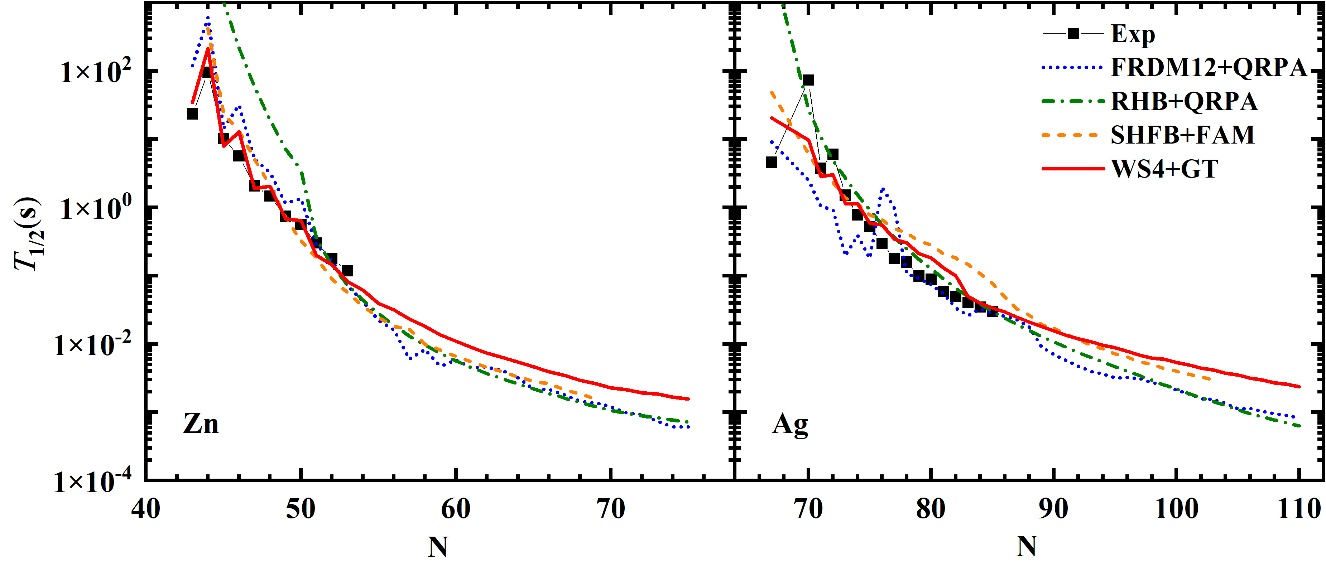 T1/2(s)
1×10²
1×10⁰
1×10⁻²
1×10⁻⁴
Zn
40 50 60 70
N
Exp
FRDM12+QRPA
RHB+QRPA
SHFB+FAM
WS4+GT
Ag
70 80 90 100 110
N